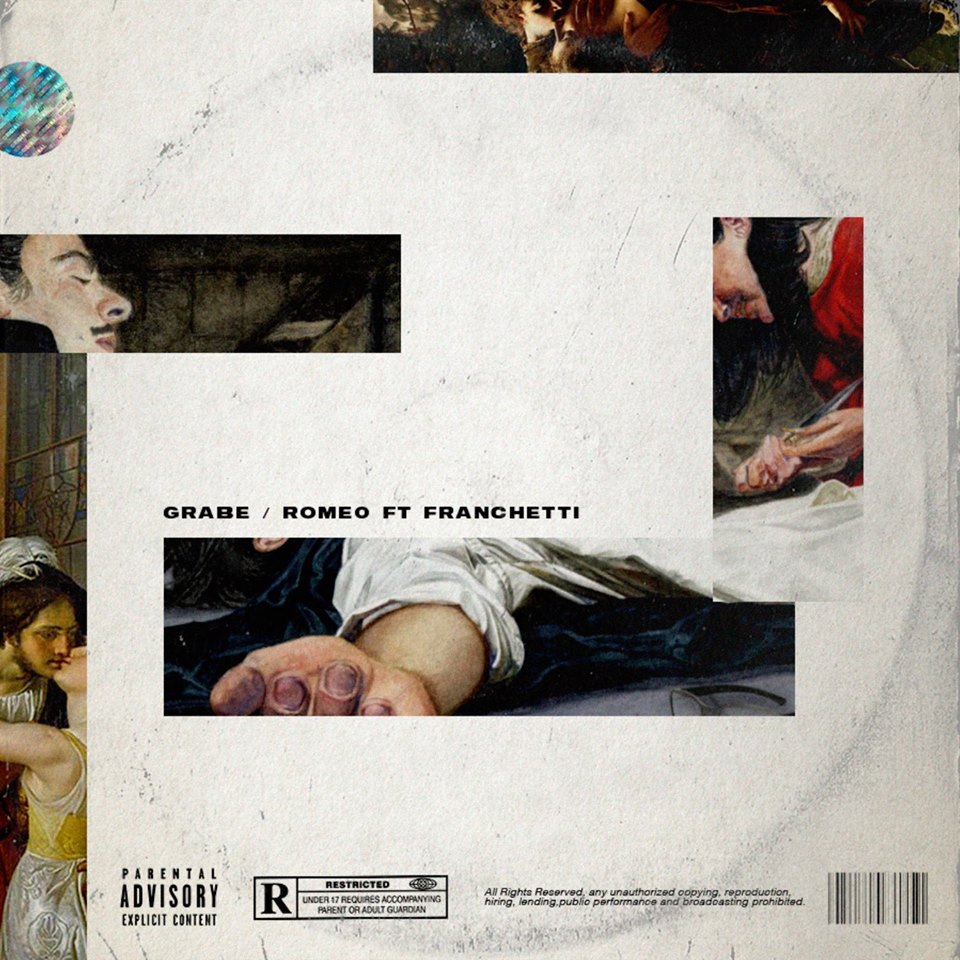 GRABE / ROMEO FT FRANCHETTI
PARENTAL
ADVISORY
EXPLICIT CONTENT
R
RESTRICTED
UNDER 17 REQUIRES ACCOMPANYING
PARENT OR ADULT GUARDIAN
All Rights Reserved, any unauthorized copying, reproduction,
hiring, lending,public performance and broadcasting prohibited.